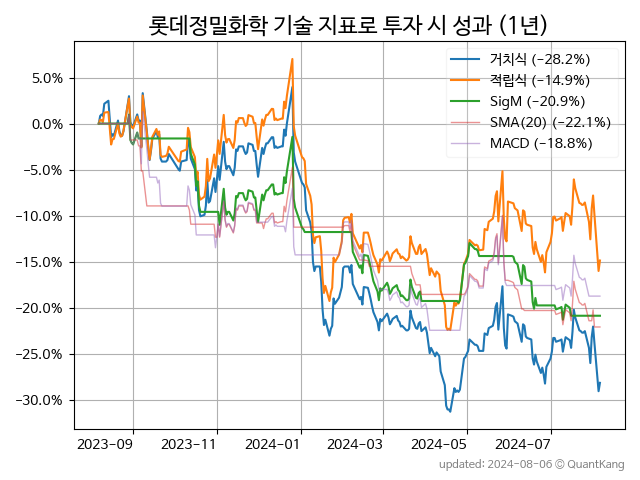 롯데정밀화학 기술 지표로 투자 시 성과 (1년)
거치식 (−28.2%)
적립식 (−14.9%)
SigM (−20.9%)
SMA(20) (−22.1%)
MACD (−18.8%)
5.0%
0.0%
−5.0%
−10.0%
−15.0%
−20.0%
−25.0%
−30.0%
2023-09 2023-11 2024-01 2024-03 2024-05 2024-07
updated: 2024-08-06 © QuantKang